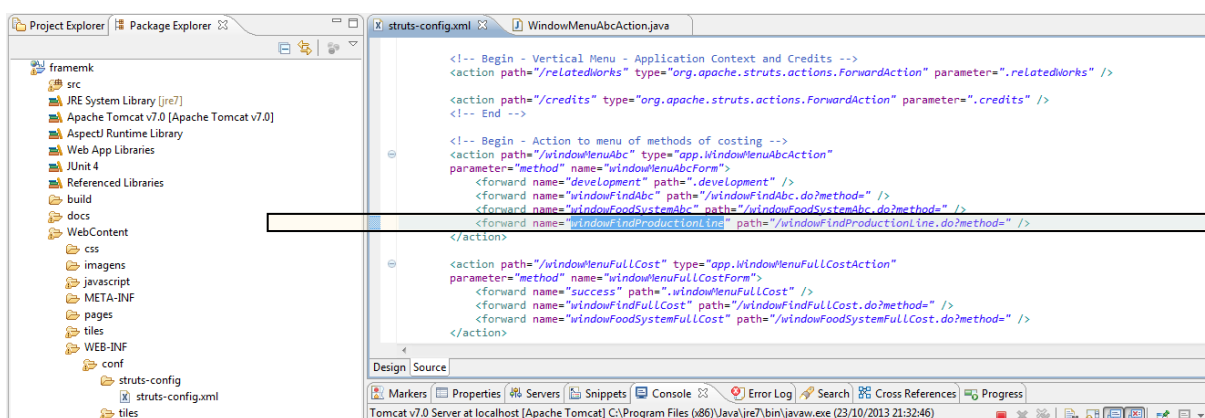 Project Explorer
Package Explorer
framemk
src
JRE System Library [jre7]
Apache Tomcat v7.0 [Apache Tomcat v7.0]
AspectJ Runtime Library
Web App Libraries
JUnit 4
Referenced Libraries
build
docs
WebContent
css
imagens
javascript
META-INF
pages
tiles
WEB-INF
conf
struts-config
struts-config.xml
tiles
struts-config.xml
WindowMenuAbcAction.java
<!-- Begin - Vertical Menu - Application Context and Credits -->
<action path="/relatedWorks" type="org.apache.struts.actions.ForwardAction" parameter=".relatedWorks" />
<action path="/credits" type="org.apache.struts.actions.ForwardAction" parameter=".credits" />
<!-- End -->
<!-- Begin - Action to menu of methods of costing -->
<action path="/windowMenuAbc" type="app.WindowMenuAbcAction"
parameter="method" name="windowMenuAbcForm">
<forward name="development" path=".development" />
<forward name="windowFindAbc" path="/windowFindAbc.do?method=" />
<forward name="windowFoodSystemAbc" path="/windowFoodSystemAbc.do?method=" />
<forward name="windowFindProductionLine" path="/windowFindProductionLine.do?method=" />
</action>
<action path="/windowMenuFullCost" type="app.WindowMenuFullCostAction"
parameter="method" name="windowMenuFullCostForm">
<forward name="success" path=".windowMenuFullCost" />
<forward name="windowFindFullCost" path="/windowFindFullCost.do?method=" />
<forward name="windowFoodSystemFullCost" path="/windowFoodSystemFullCost.do?method=" />
</action>
Design Source
Markers Properties Servers Snippets Console Error Log Search Cross References Progress
Tomcat v7.0 Server at localhost [Apache Tomcat] C:\Program Files (x86)\Java\jre7\bin\javaw.exe (23/10/2013 21:32:46)